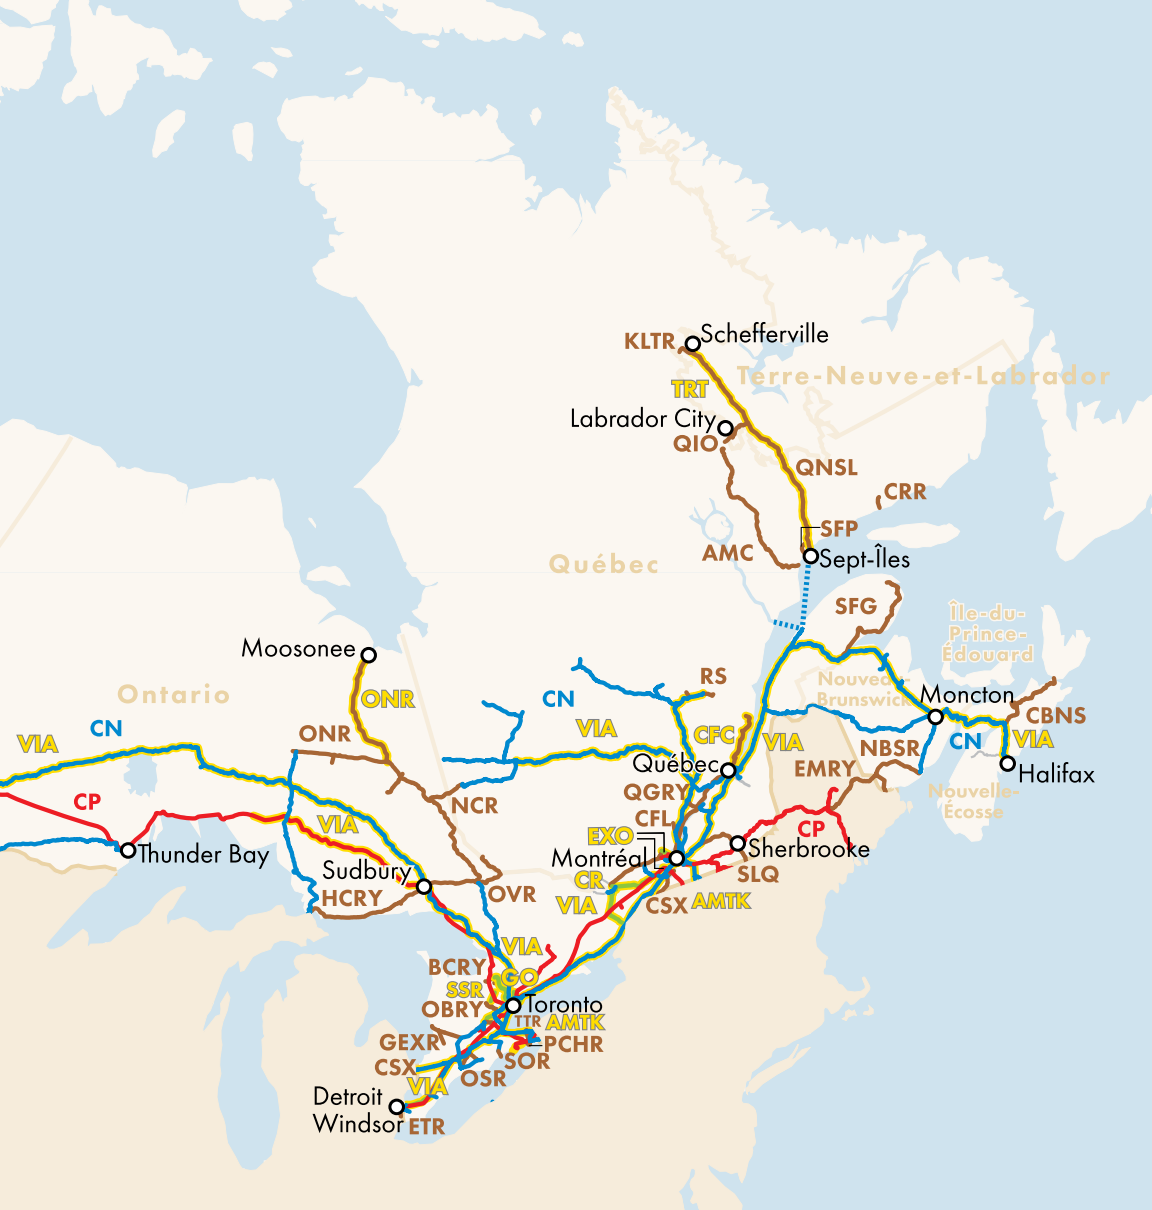 KLTR
Schefferville
TRT
Terre-Neuve-et-Labrador
Labrador City
QIO
QNSL
CRR
SFP
AMC
Sept-Îles
Québec
SFG
Île-du-
Prince-
Édouard
Moosonee
Ontario
ONR
CN
RS
Nouveau-
Brunswick
Moncton
CBNS
VIA
CN
ONR
VIA
CFC
VIA
NBSR
CN
VIA
Québec
EMRY
Halifax
CP
NCR
QGRY
Nouvelle-
Écosse
VIA
CFL
CP
EXO
Thunder Bay
Montréal
Sherbrooke
Sudbury
CR
SLQ
HCRY
OVR
VIA
CSX
AMTK
VIA
BCRY
GO
SSR
OBRY
Toronto
TTR
AMTK
GEXR
PCHR
CSX
SOR
OSR
VIA
Detroit
Windsor
ETR